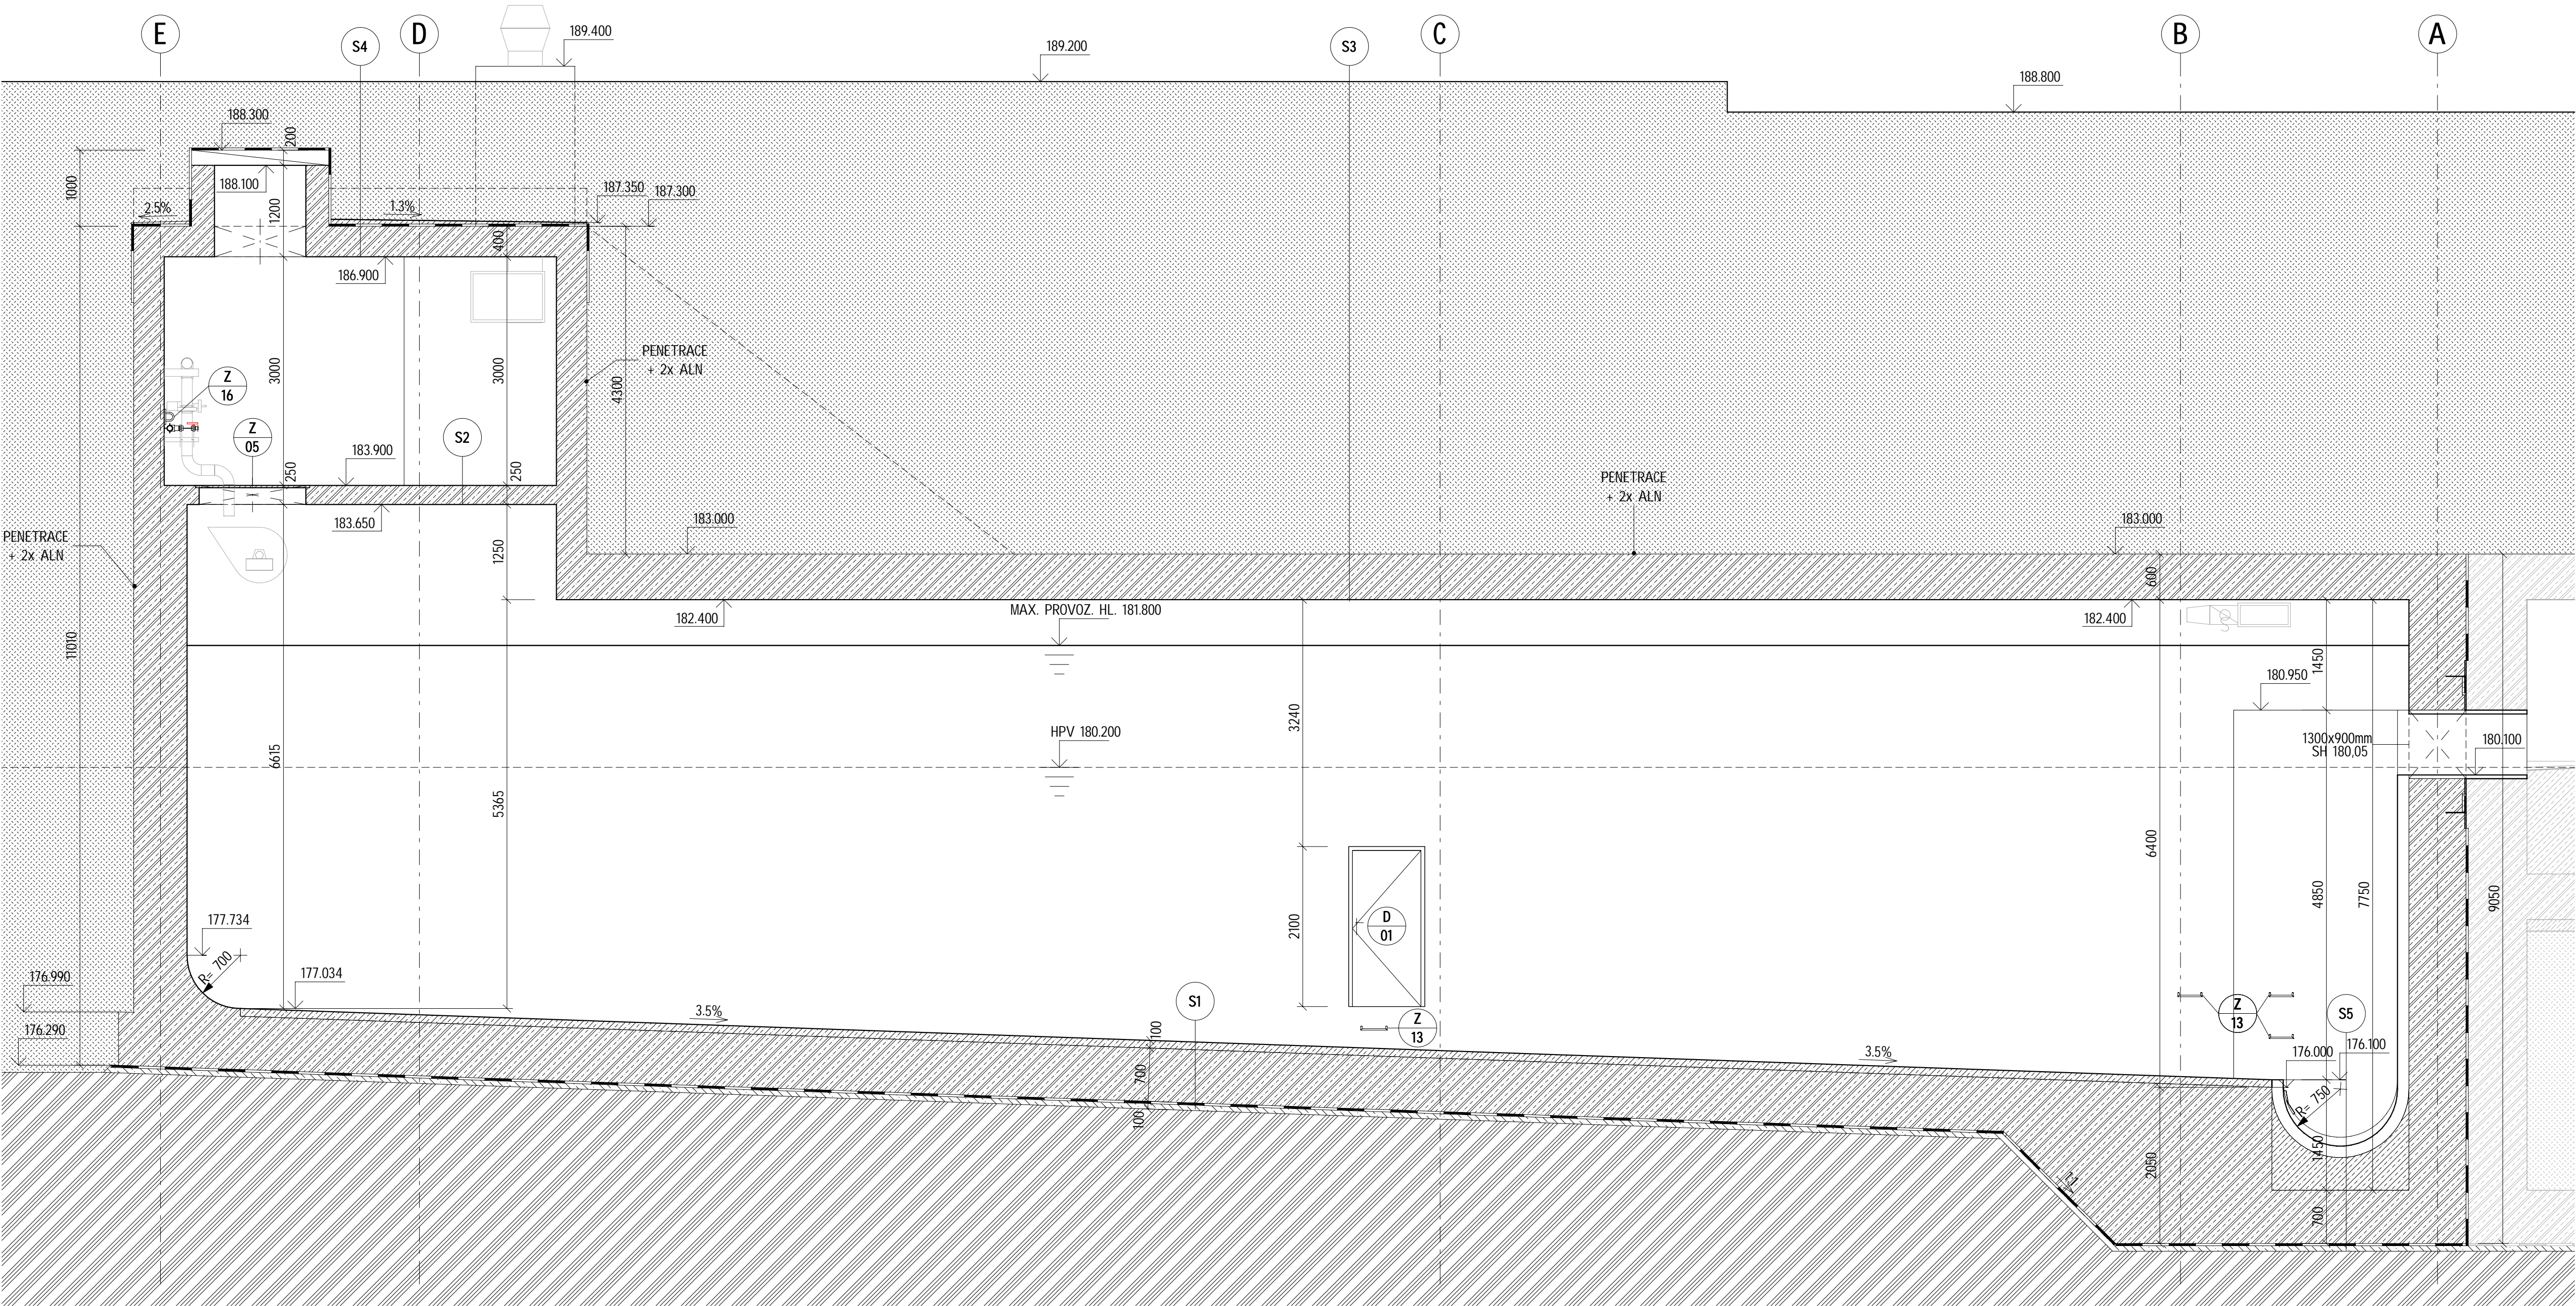 E
S4
D
S3
C
B
A
189.400
189.200
188.800
188.300
200
188.100
1000
1200
2.5%
1.3%
187.350
187.300
400
186.900
PENETRACE
+ 2x ALN
3000
3000
4300
Z
16
Z
05
S2
183.900
250
250
PENETRACE
+ 2x ALN
183.650
183.000
183.000
PENETRACE
+ 2x ALN
1250
600
182.400
MAX. PROVOZ. HL. 181.800
182.400
11010
1450
180.950
3240
HPV 180.200
1300x900mm
SH 180,05
180.100
6615
5365
6400
4850
7750
9050
2100
D
01
177.734
R= 700
177.034
176.990
176.290
3.5%
S1
Z
13
Z
13
S5
100
700
100
3.5%
176.000
176.100
R= 750
1450
2050
1:1
700